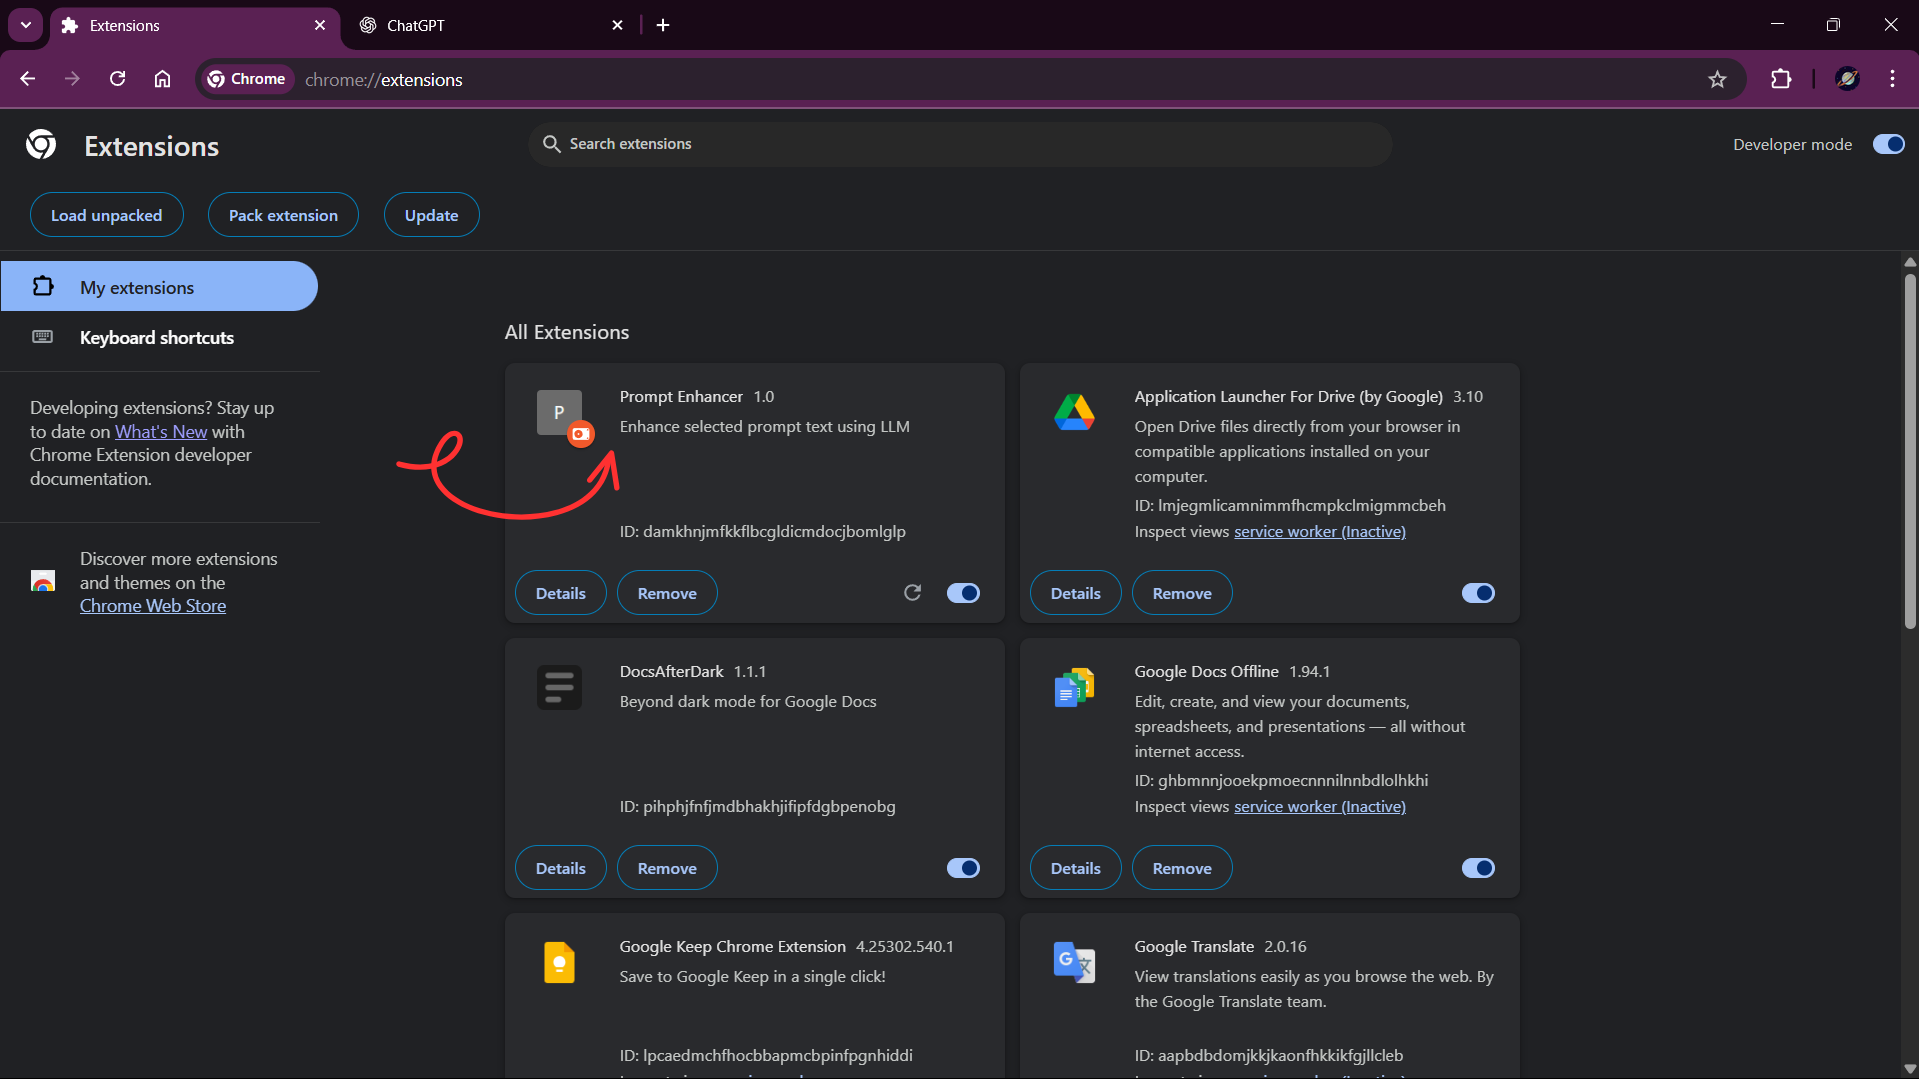 Extensions
ChatGPT
Chrome
chrome://extensions
Extensions
Search extensions
Developer mode
Load unpacked
Pack extension
Update
My extensions
Keyboard shortcuts
Developing extensions? Stay up
to date on What's New with
Chrome Extension developer
documentation.
Discover more extensions
and themes on the
Chrome Web Store
All Extensions
P
Prompt Enhancer 1.0
Enhance selected prompt text using LLM
ID: damkhnjmfkkflbcgldicmdocjbomlglp
Details
Remove
Application Launcher For Drive (by Google) 3.10
Open Drive files directly from your browser in
compatible applications installed on your
computer.
ID: lmjegmlicamnimmfhcmpkclmigmmcbeh
Inspect views service worker (Inactive)
Details
Remove
DocsAfterDark 1.1.1
Beyond dark mode for Google Docs
ID: pihphjfnfjmdbhakhjifipfdgbpenobg
Details
Remove
Google Docs Offline 1.94.1
Edit, create, and view your documents,
spreadsheets, and presentations — all without
internet access.
ID: ghbmnnjooekpmoecnnnilnnbdlolhkhi
Inspect views service worker (Inactive)
Details
Remove
Google Keep Chrome Extension 4.25302.540.1
Save to Google Keep in a single click!
ID: lpcaedmchfhocbbapmcbpinfpgnhiddi
G
文
Google Translate 2.0.16
View translations easily as you browse the web. By
the Google Translate team.
ID: aapbdbdomjkkjkaonfhkkikfgjllcleb